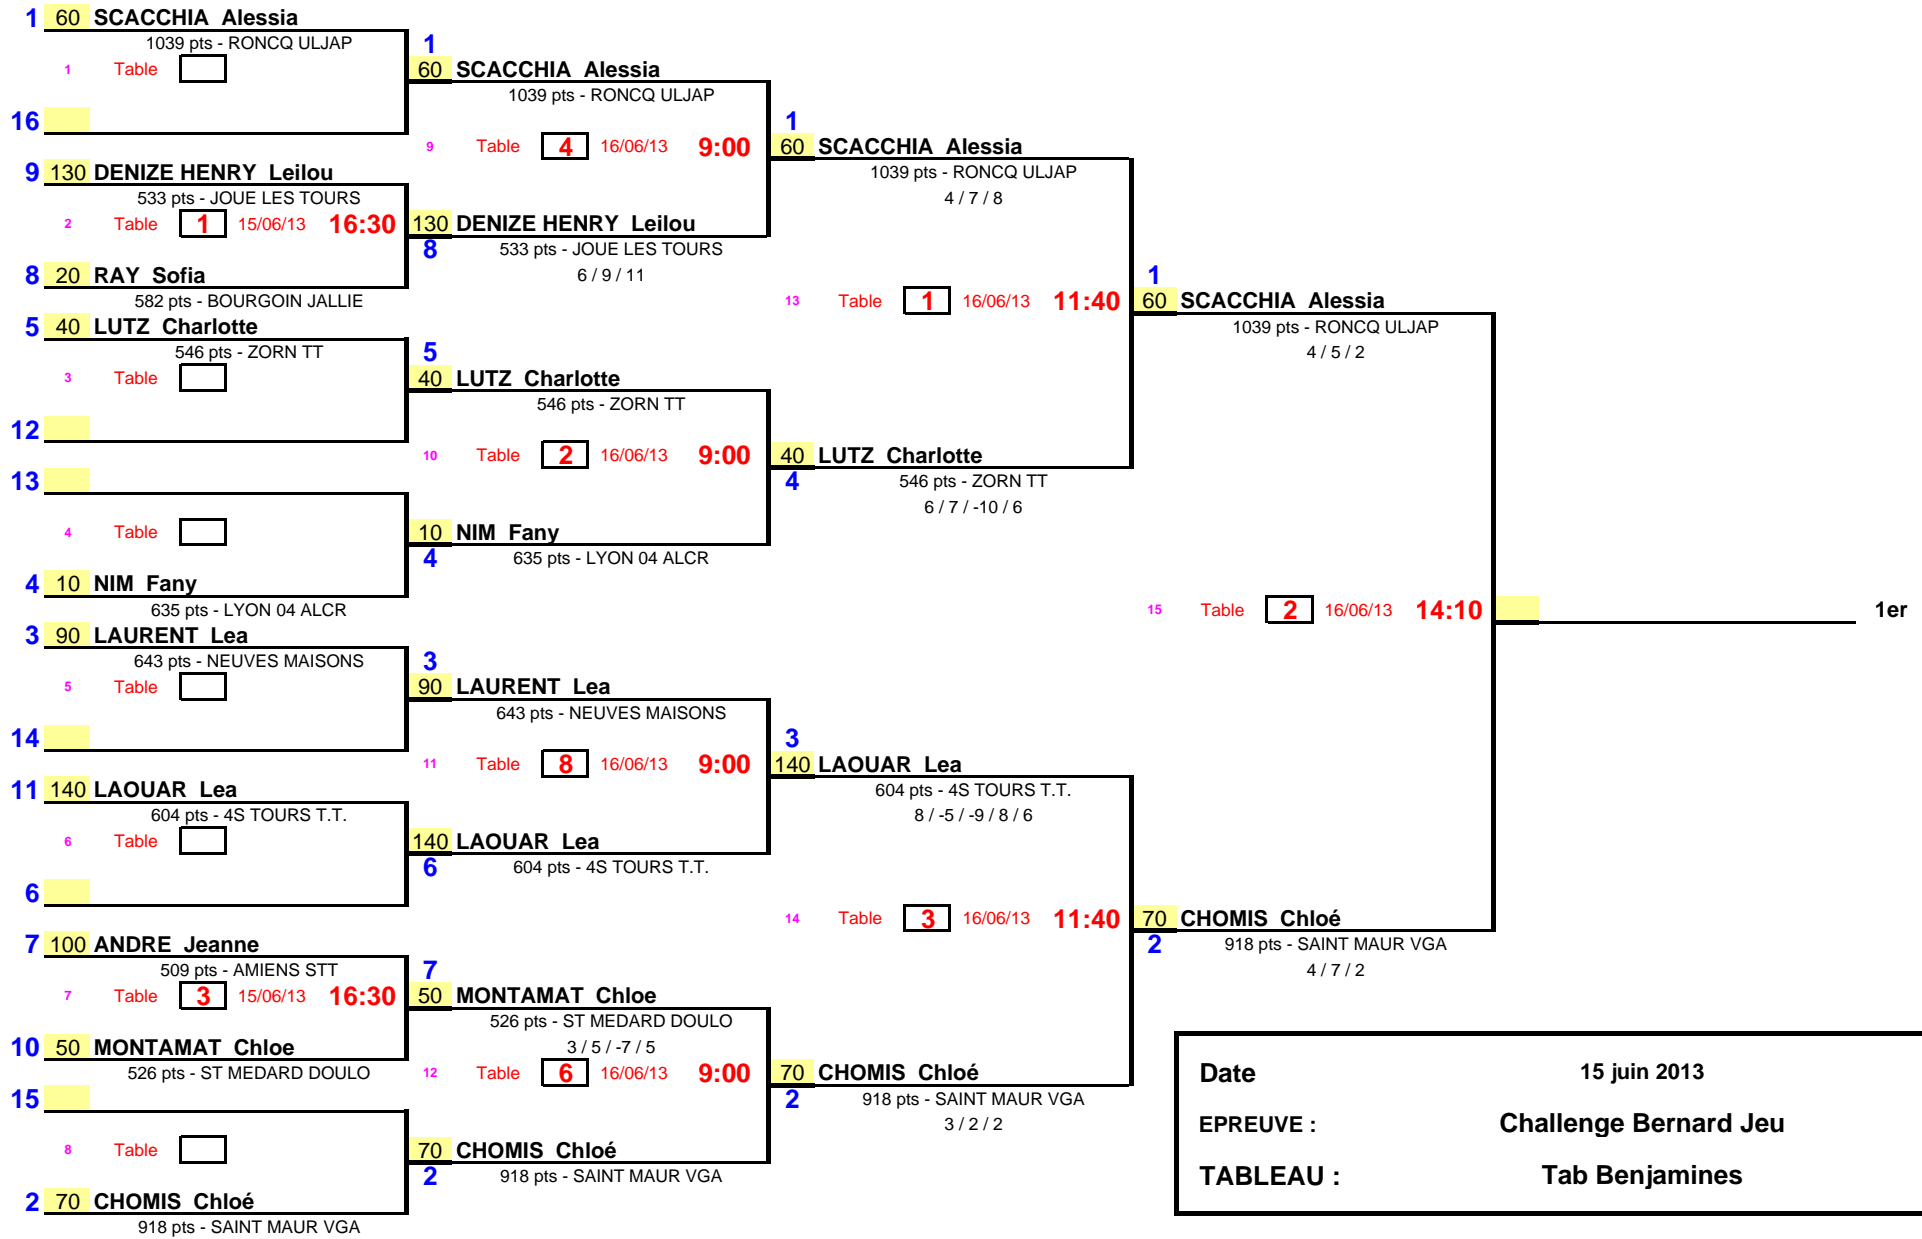 1 60 SCACCHIA Alessia
1039 pts - RONCQ ULJAP
1 Table
16
1
60 SCACCHIA Alessia
1039 pts - RONCQ ULJAP
9 Table 4 16/06/13 9:00
9 130 DENIZE HENRY Leilou
533 pts - JOUE LES TOURS
2 Table 1 15/06/13 16:30
8 20 RAY Sofia
582 pts - BOURGOIN JALLIE
130 DENIZE HENRY Leilou
8
533 pts - JOUE LES TOURS
6 / 9 / 11
1
60 SCACCHIA Alessia
1039 pts - RONCQ ULJAP
4 / 7 / 8
13 Table 1 16/06/13 11:40
5 40 LUTZ Charlotte
546 pts - ZORN TT
3 Table
12
5
40 LUTZ Charlotte
546 pts - ZORN TT
10 Table 2 16/06/13 9:00
13
4 Table
4 10 NIM Fany
635 pts - LYON 04 ALCR
10 NIM Fany
4
635 pts - LYON 04 ALCR
40 LUTZ Charlotte
4
546 pts - ZORN TT
6 / 7 / -10 / 6
1
60 SCACCHIA Alessia
1039 pts - RONCQ ULJAP
4 / 5 / 2
15 Table 2 16/06/13 14:10
1er
3 90 LAURENT Lea
643 pts - NEUVES MAISONS
5 Table
14
3
90 LAURENT Lea
643 pts - NEUVES MAISONS
11 Table 8 16/06/13 9:00
11 140 LAOUAR Lea
604 pts - 4S TOURS T.T.
6 Table
6
140 LAOUAR Lea
6
604 pts - 4S TOURS T.T.
3
140 LAOUAR Lea
604 pts - 4S TOURS T.T.
8 / -5 / -9 / 8 / 6
14 Table 3 16/06/13 11:40
7 100 ANDRE Jeanne
509 pts - AMIENS STT
7 Table 3 15/06/13 16:30
10 50 MONTAMAT Chloe
526 pts - ST MEDARD DOULO
7
50 MONTAMAT Chloe
526 pts - ST MEDARD DOULO
3 / 5 / -7 / 5
12 Table 6 16/06/13 9:00
15
8 Table
2 70 CHOMIS Chloé
918 pts - SAINT MAUR VGA
70 CHOMIS Chloé
2
918 pts - SAINT MAUR VGA
70 CHOMIS Chloé
2
918 pts - SAINT MAUR VGA
3 / 2 / 2
70 CHOMIS Chloé
2
918 pts - SAINT MAUR VGA
4 / 7 / 2
Date 15 juin 2013
EPREUVE : Challenge Bernard Jeu
TABLEAU : Tab Benjamines